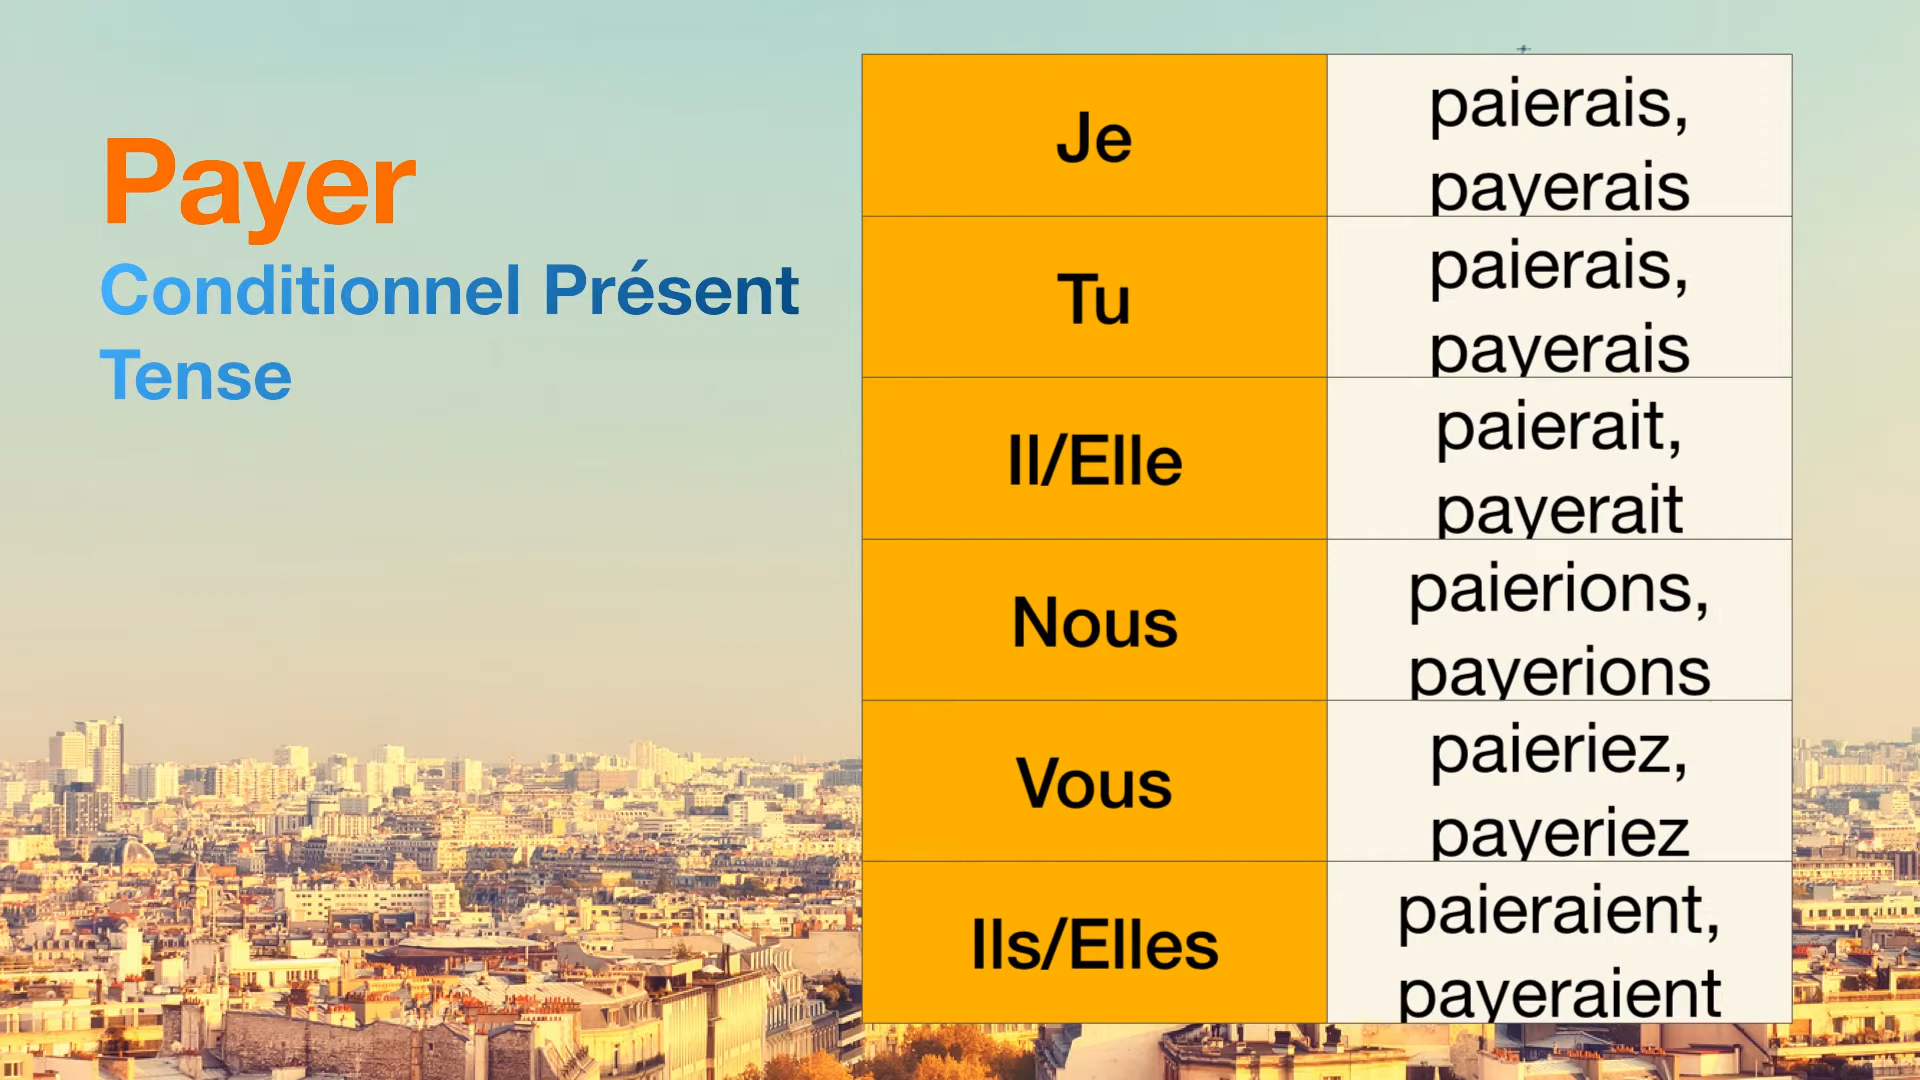 Payer
Conditionnel Présent
Tense
Je
paierais,
payerais
Tu
paierais,
payerais
Il/Elle
paierait,
payerait
Nous
paierions,
payerions
Vous
paieriez,
payeriez
Ils/Elles
paieraient,
payeraient